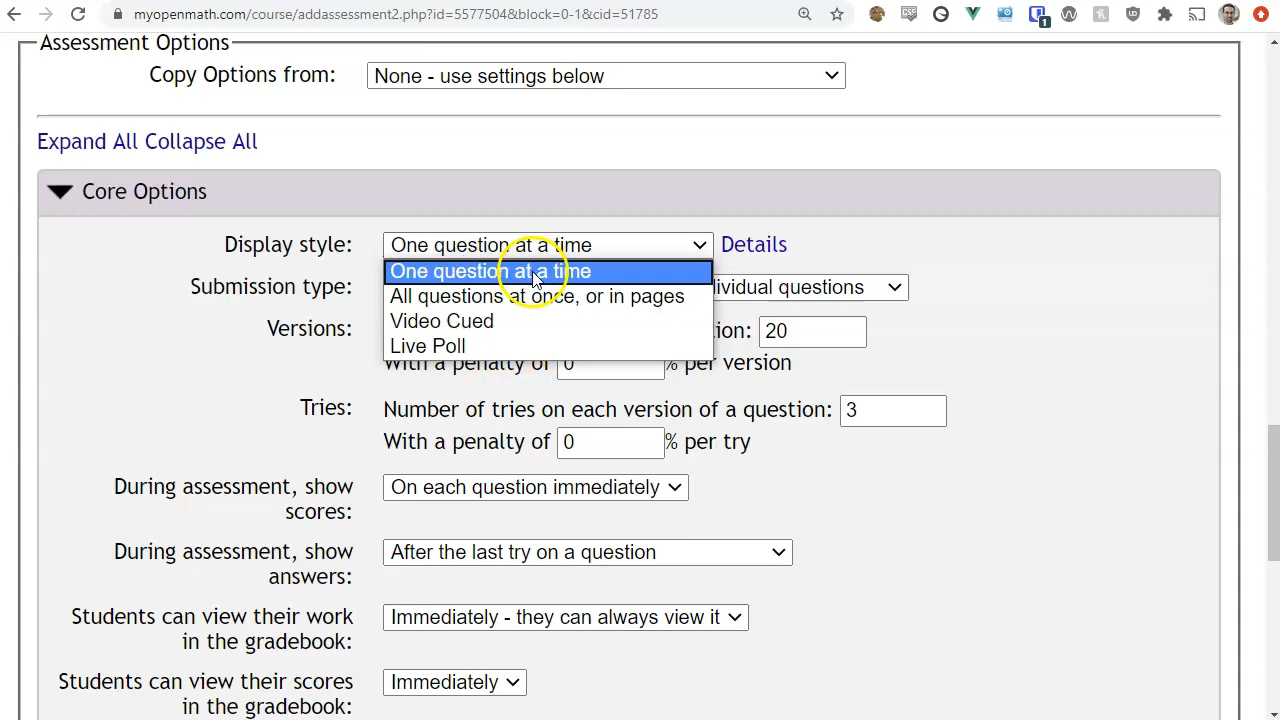 myopenmath.com/course/addassessment2.php?id=5577504&block=0-1&cid=51785
1
Assessment Options
Copy Options from: None - use settings below
Expand All Collapse All
Core Options
Display style: One question at a time Details
One question at a time
All questions at once, or in pages
Video Cued
Live Poll
Submission type: dividual questions
Versions: ion: 20
With a penalty of 0 % per version
Tries: Number of tries on each version of a question: 3
With a penalty of 0 % per try
During assessment, show
scores: On each question immediately
During assessment, show
answers: After the last try on a question
Students can view their work
in the gradebook: Immediately - they can always view it
Students can view their scores
in the gradebook: Immediately